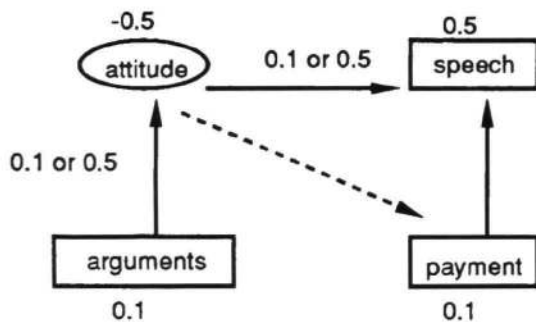 -0.5
attitude
0.1 or 0.5
0.5
speech
0.1 or 0.5
arguments
0.1
payment
0.1